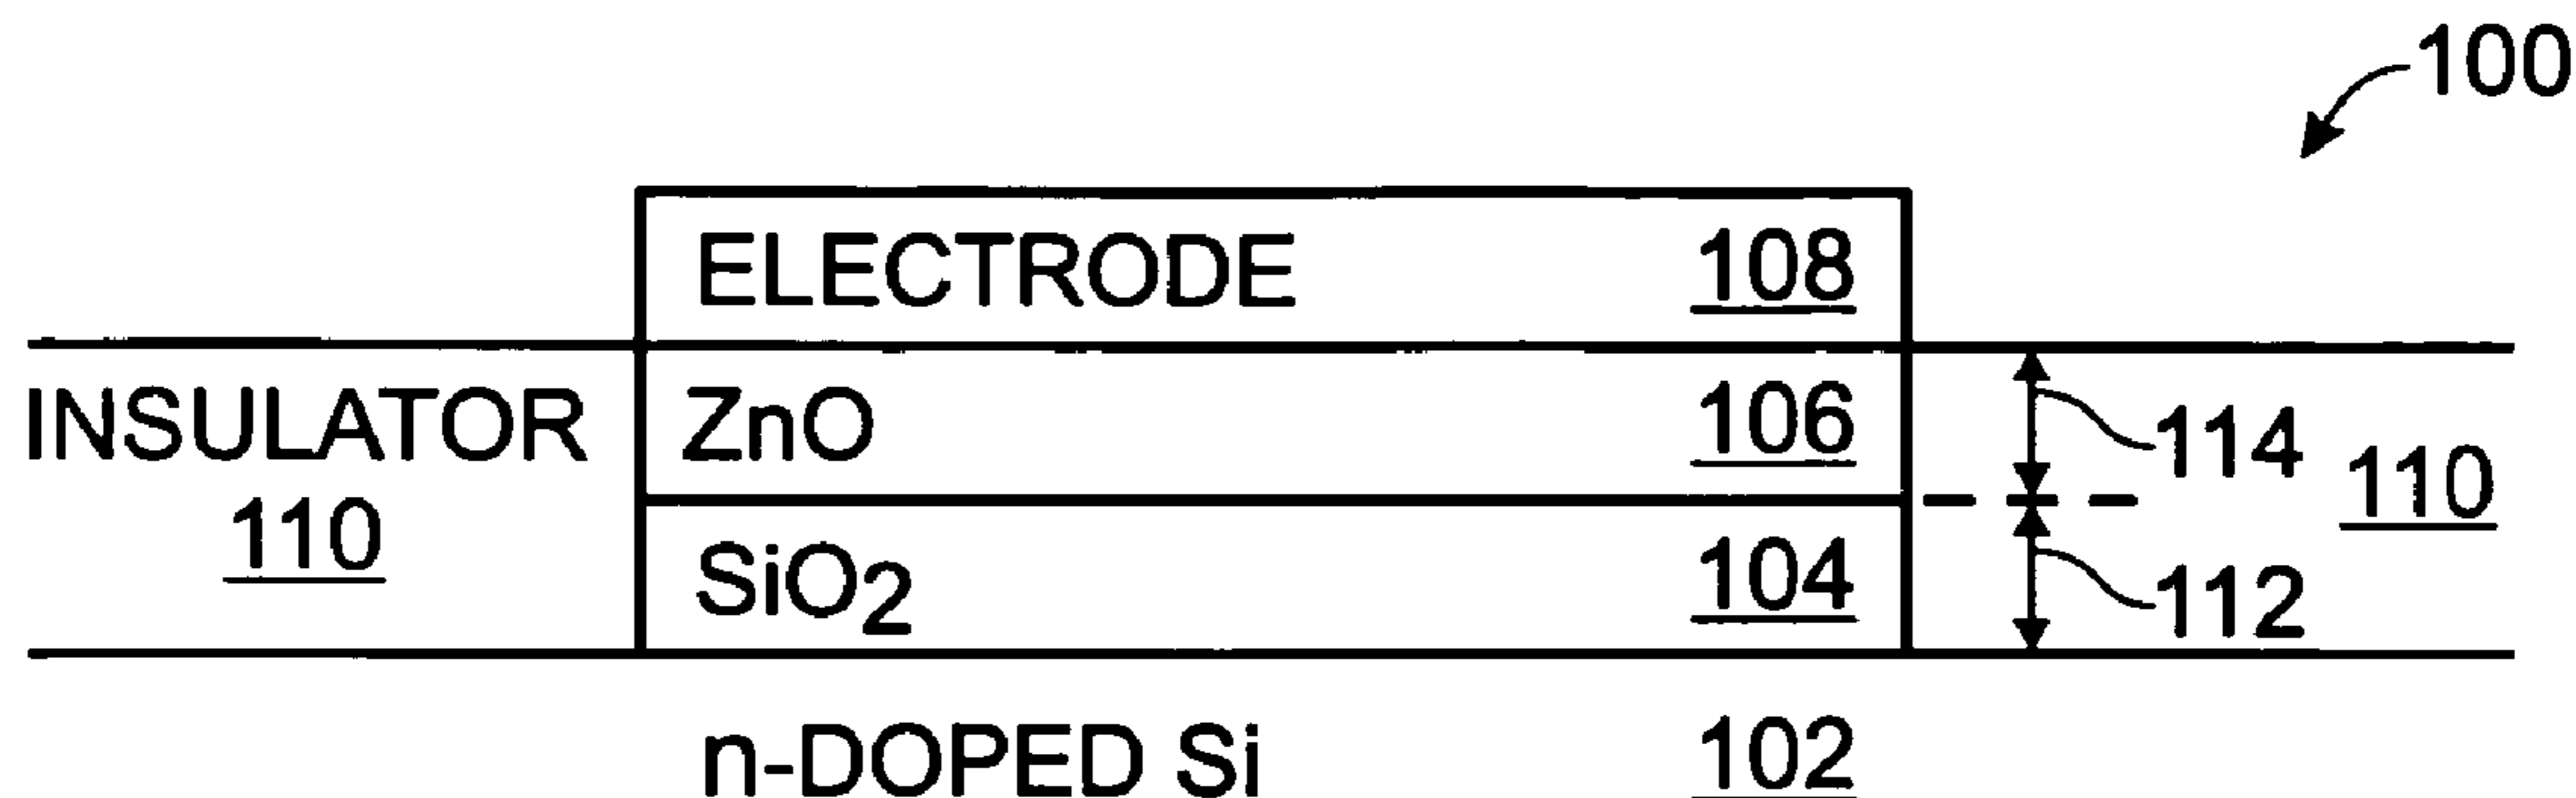 100
ELECTRODE 108
INSULATOR ZnO 106 114
110 110
SiO2 104 112
n-DOPED Si 102